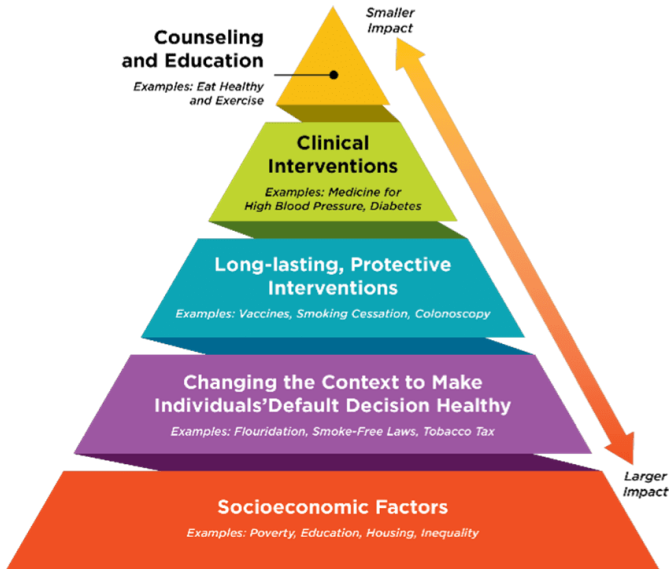 Smaller
Impact
Counseling
and Education
Examples: Eat Healthy
and Exercise
Clinical
Interventions
Examples: Medicine for
High Blood Pressure, Diabetes
Long-lasting, Protective
Interventions
Examples: Vaccines, Smoking Cessation, Colonoscopy
Changing the Context to Make
Individuals’Default Decision Healthy
Examples: Flouridation, Smoke-Free Laws, Tobacco Tax
Larger
Impact
Socioeconomic Factors
Examples: Poverty, Education, Housing, Inequality